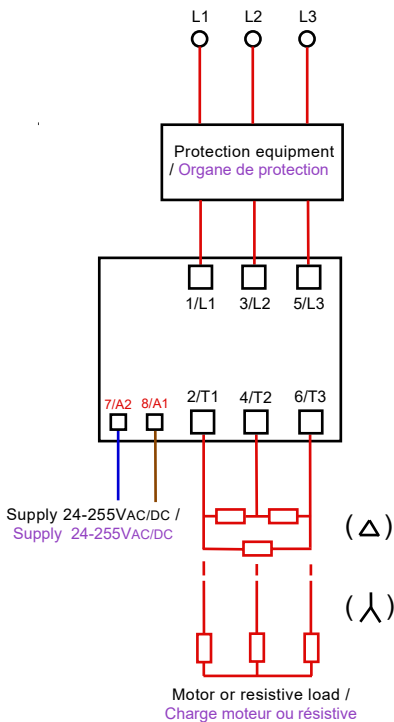 L1 L2 L3
Protection equipment
/ Organe de protection
1/L1 3/L2 5/L3
7/A2 8/A1 2/T1 4/T2 6/T3
Supply 24-255VAC/DC /
Supply 24-255VAC/DC
(△)
(⅄)
Motor or resistive load /
Charge moteur ou résistive